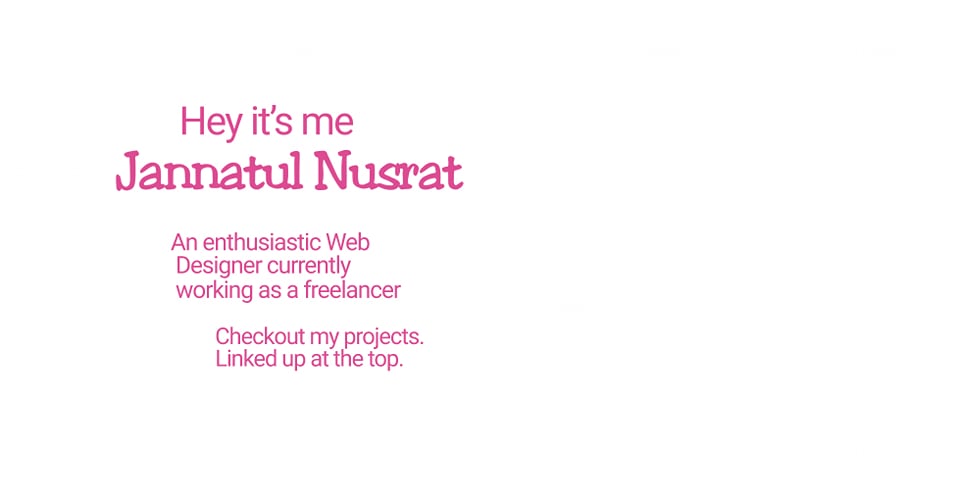 Hey it’s me
Jannatul Nusrat
An enthusiastic Web
Designer currently
working as a freelancer
Checkout my projects.
Linked up at the top.